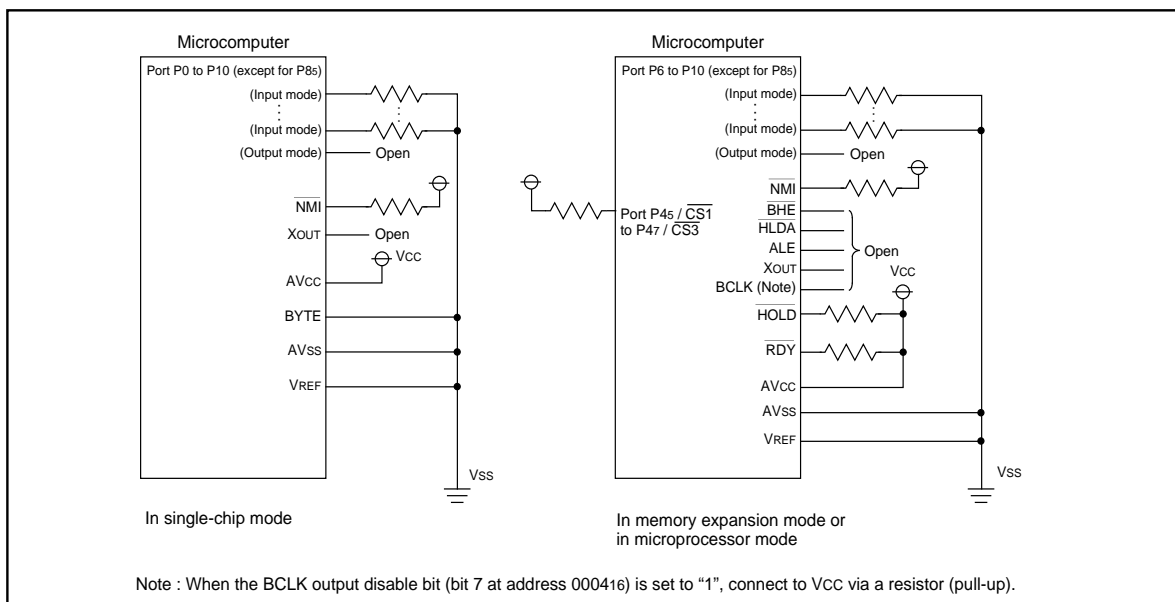 Microcomputer
Port P0 to P10 (except for P85)
(Input mode)
(Input mode)
(Output mode)
Open
NMI
XOUT
Open
VCC
AVCC
BYTE
AVSS
VREF
VSS
In single-chip mode
Microcomputer
Port P6 to P10 (except for P85)
(Input mode)
(Input mode)
(Output mode)
Open
NMI
Port P45 / CS1
to P47 / CS3
BHE
HLDA
ALE
XOUT
BCLK (Note)
Open
VCC
HOLD
RDY
AVCC
AVSS
VREF
VSS
In memory expansion mode or
in microprocessor mode
Note : When the BCLK output disable bit (bit 7 at address 000416) is set to “1”, connect to VCC via a resistor (pull-up).